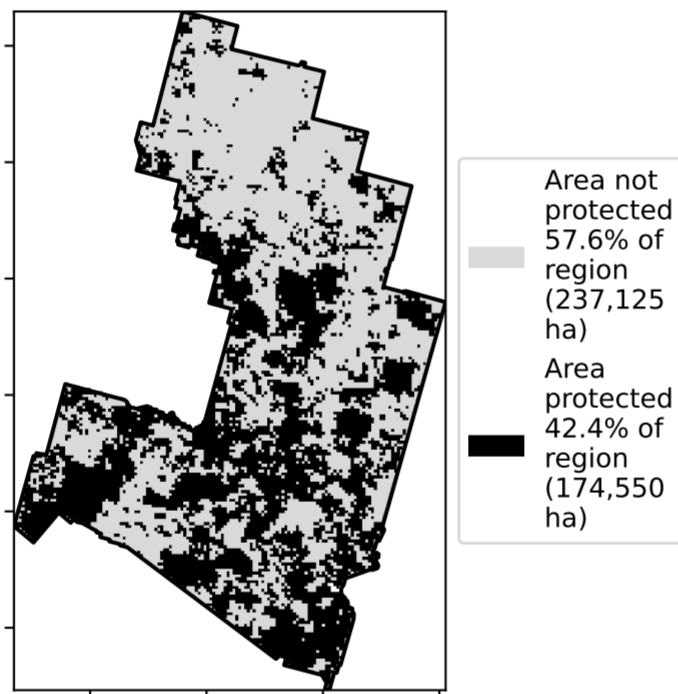 Area not
protected
57.6% of
region
(237,125
ha)
Area
protected
42.4% of
region
(174,550
ha)